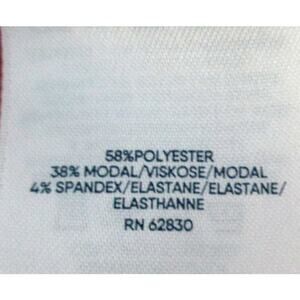 58%POLYESTER
38% MODAL/VISKOSE/MODAL
4% SPANDEX/ELASTANE/ELASTANE/
ELASTHANNE
RN 62830